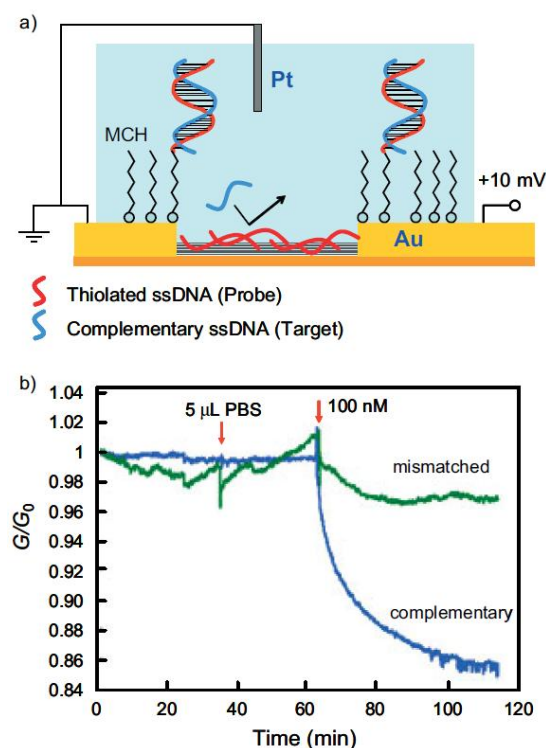 a)
Pt
MCH
+10 mV
Au
Thiolated ssDNA (Probe)
Complementary ssDNA (Target)
b)
1.04
1.02
1
0.98
0.96
0.94
0.92
0.90
0.88
0.86
0.84
G/G0
5 μL PBS
100 nM
mismatched
complementary
0
20
40
60
80
100
120
Time (min)